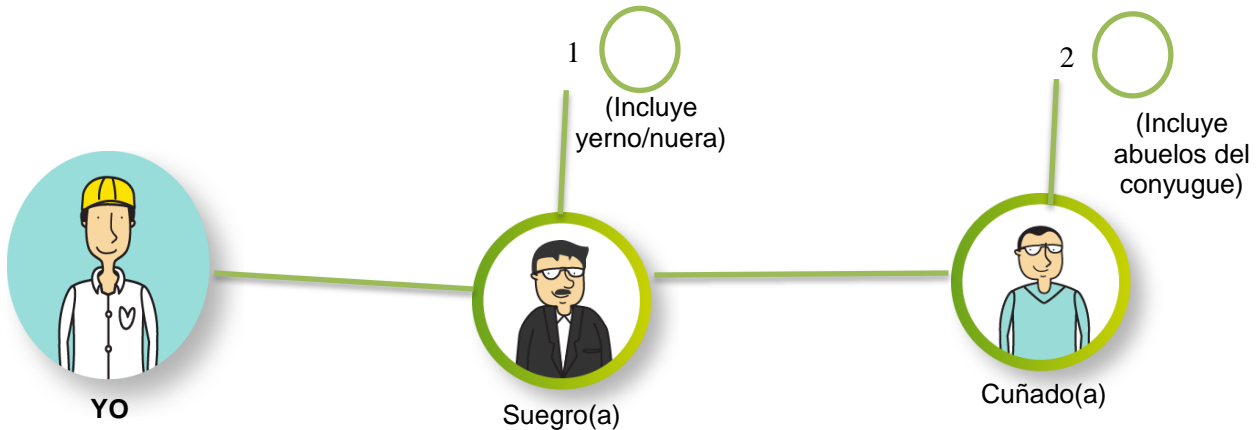 1
(Incluye
yerno/nuera)
2
(Incluye
abuelos del
conyugue)
YO
Suegro(a)
Cuñado(a)